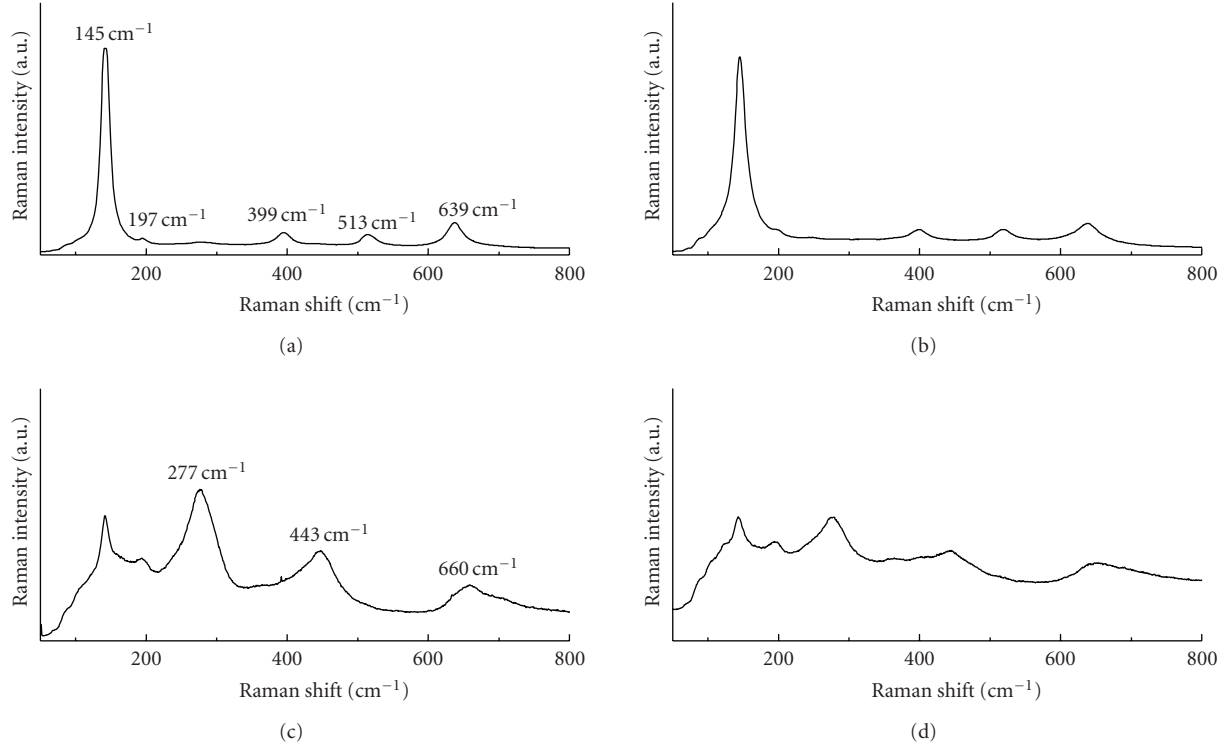 Raman intensity (a.u.)
145 cm⁻¹
197 cm⁻¹
399 cm⁻¹
513 cm⁻¹
639 cm⁻¹
200 400 600 800
Raman shift (cm⁻¹)
(a)
Raman intensity (a.u.)
200 400 600 800
Raman shift (cm⁻¹)
(b)
Raman intensity (a.u.)
277 cm⁻¹
443 cm⁻¹
660 cm⁻¹
200 400 600 800
Raman shift (cm⁻¹)
(c)
Raman intensity (a.u.)
200 400 600 800
Raman shift (cm⁻¹)
(d)